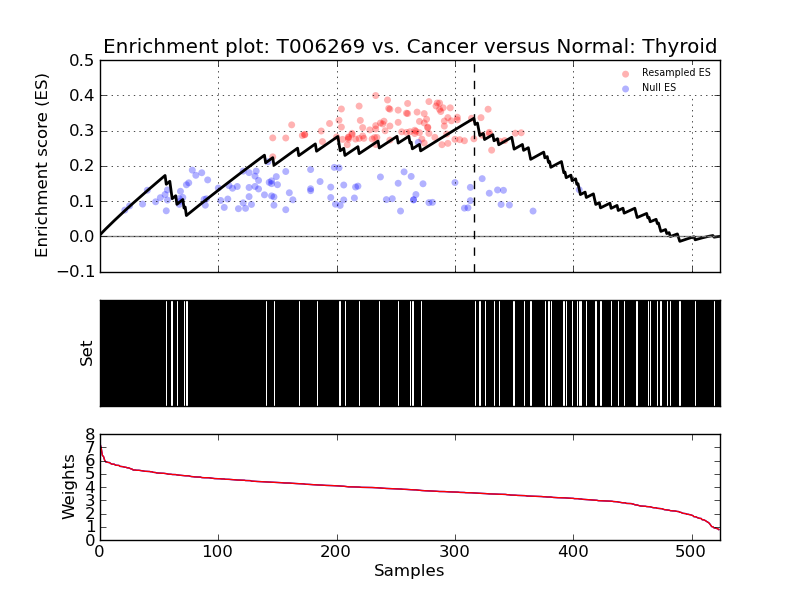 Enrichment plot: T006269 vs. Cancer versus Normal: Thyroid
Enrichment score (ES)
0.5
0.4
0.3
0.2
0.1
0.0
−0.1
Resampled ES
Null ES
Set
Weights
8
7
6
5
4
3
2
1
0
0 100 200 300 400 500
Samples